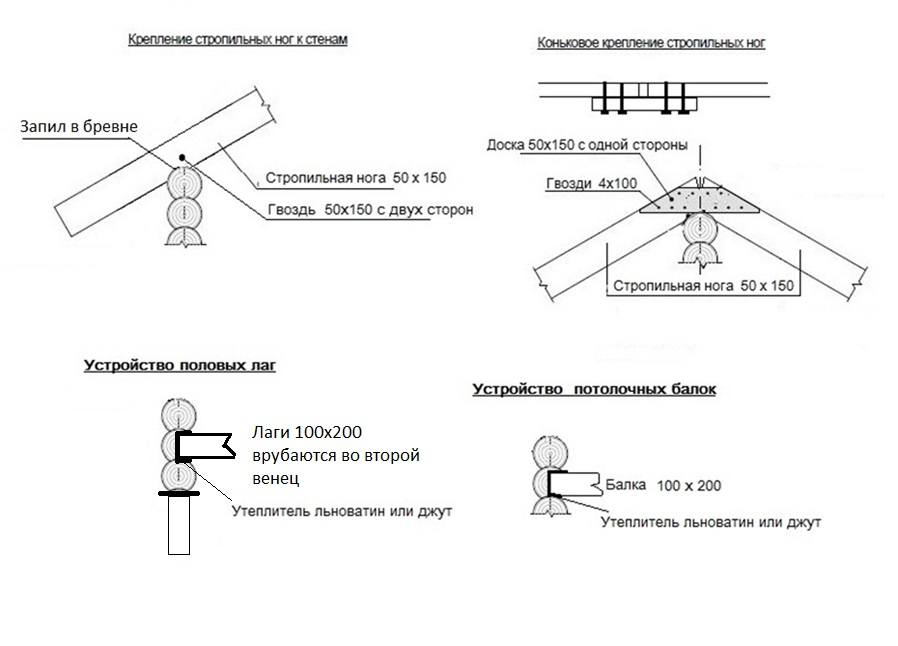 Крепление стропильных ног к стенам
Запил в бревне
Стропильная нога 50 х 150
Гвоздь 50х150 с двух сторон
Коньковое крепление стропильных ног
Доска 50х150 с одной стороны
Гвозди 4х100
Стропильная нога 50 х 150
Устройство половых лаг
Лаги 100х200
врубаются во второй
венец
Утеплитель льноватин или джут
Устройство потолочных балок
Балка 100 х 200
Утеплитель льноватин или джут